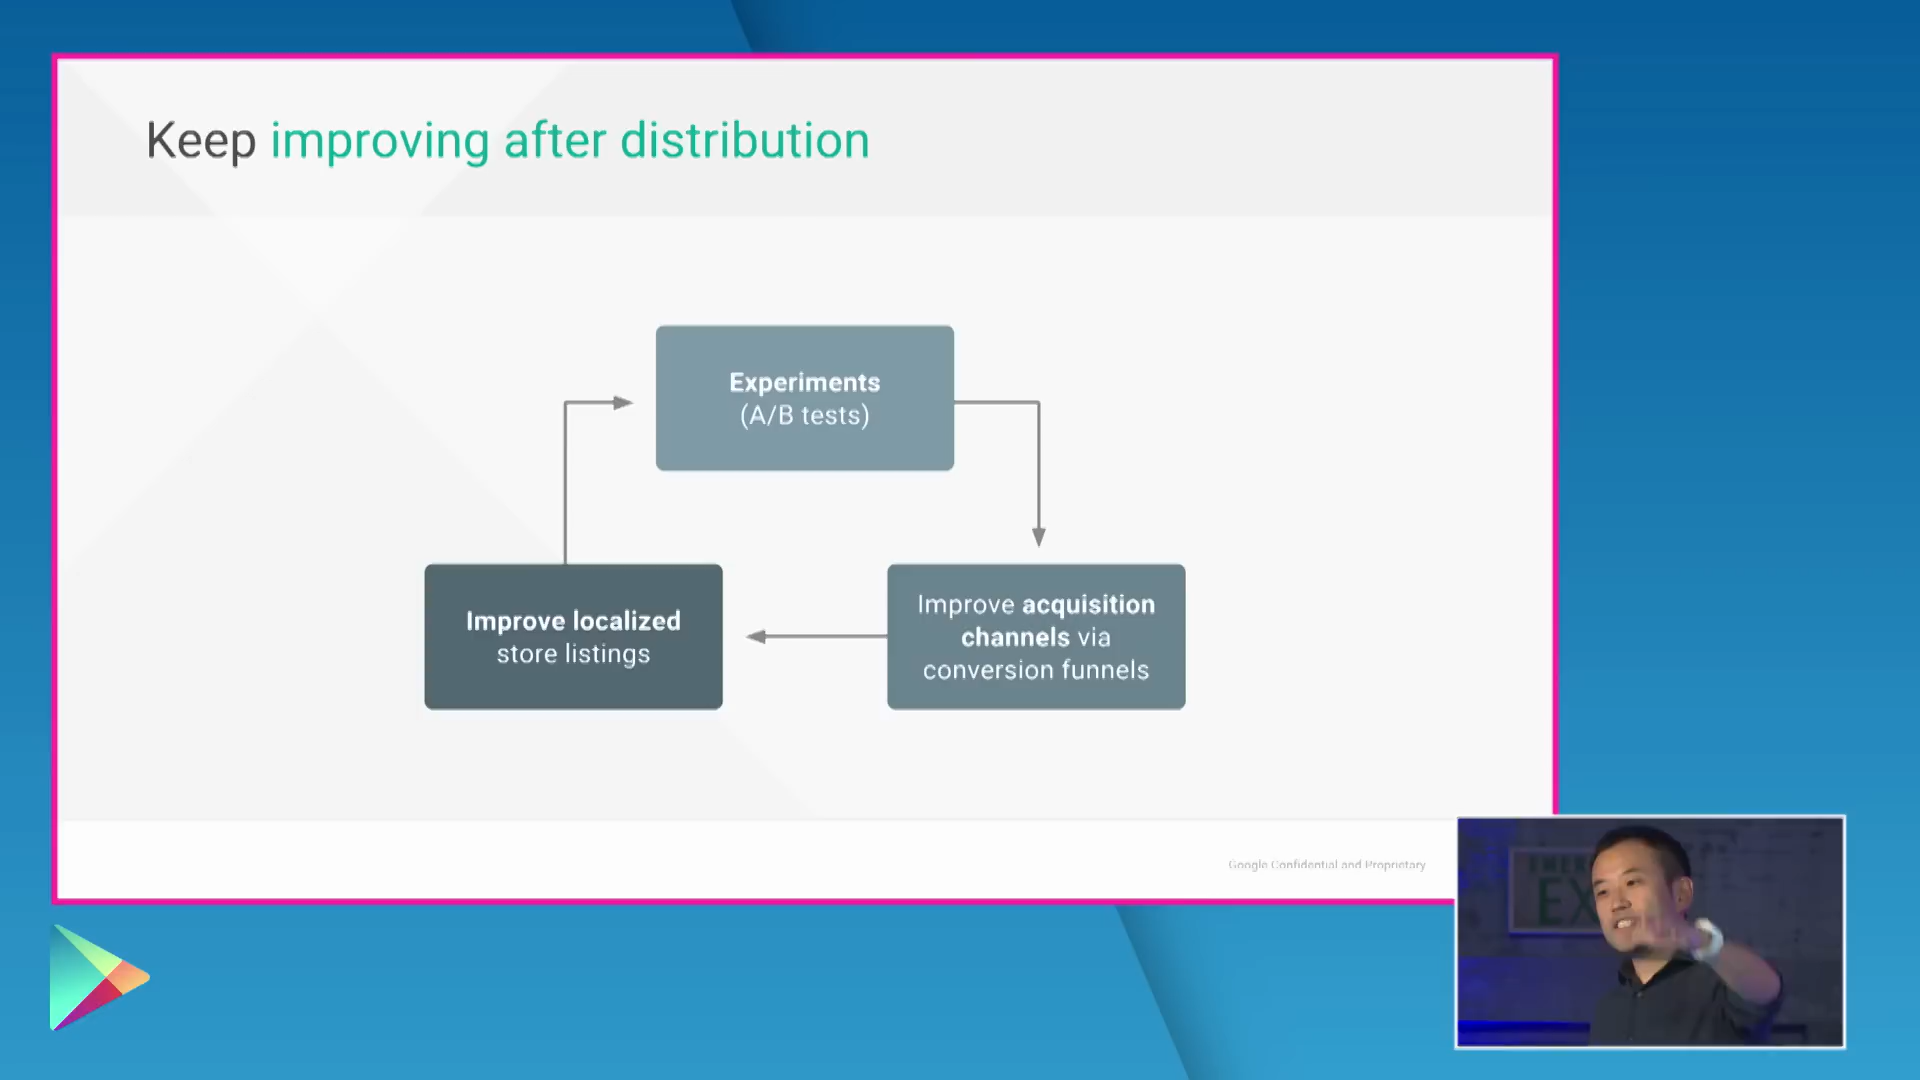 Keep improving after distribution
Experiments
(A/B tests)
Improve localized
store listings
Improve acquisition
channels via
conversion funnels
Google Confidential and Proprietary
EX